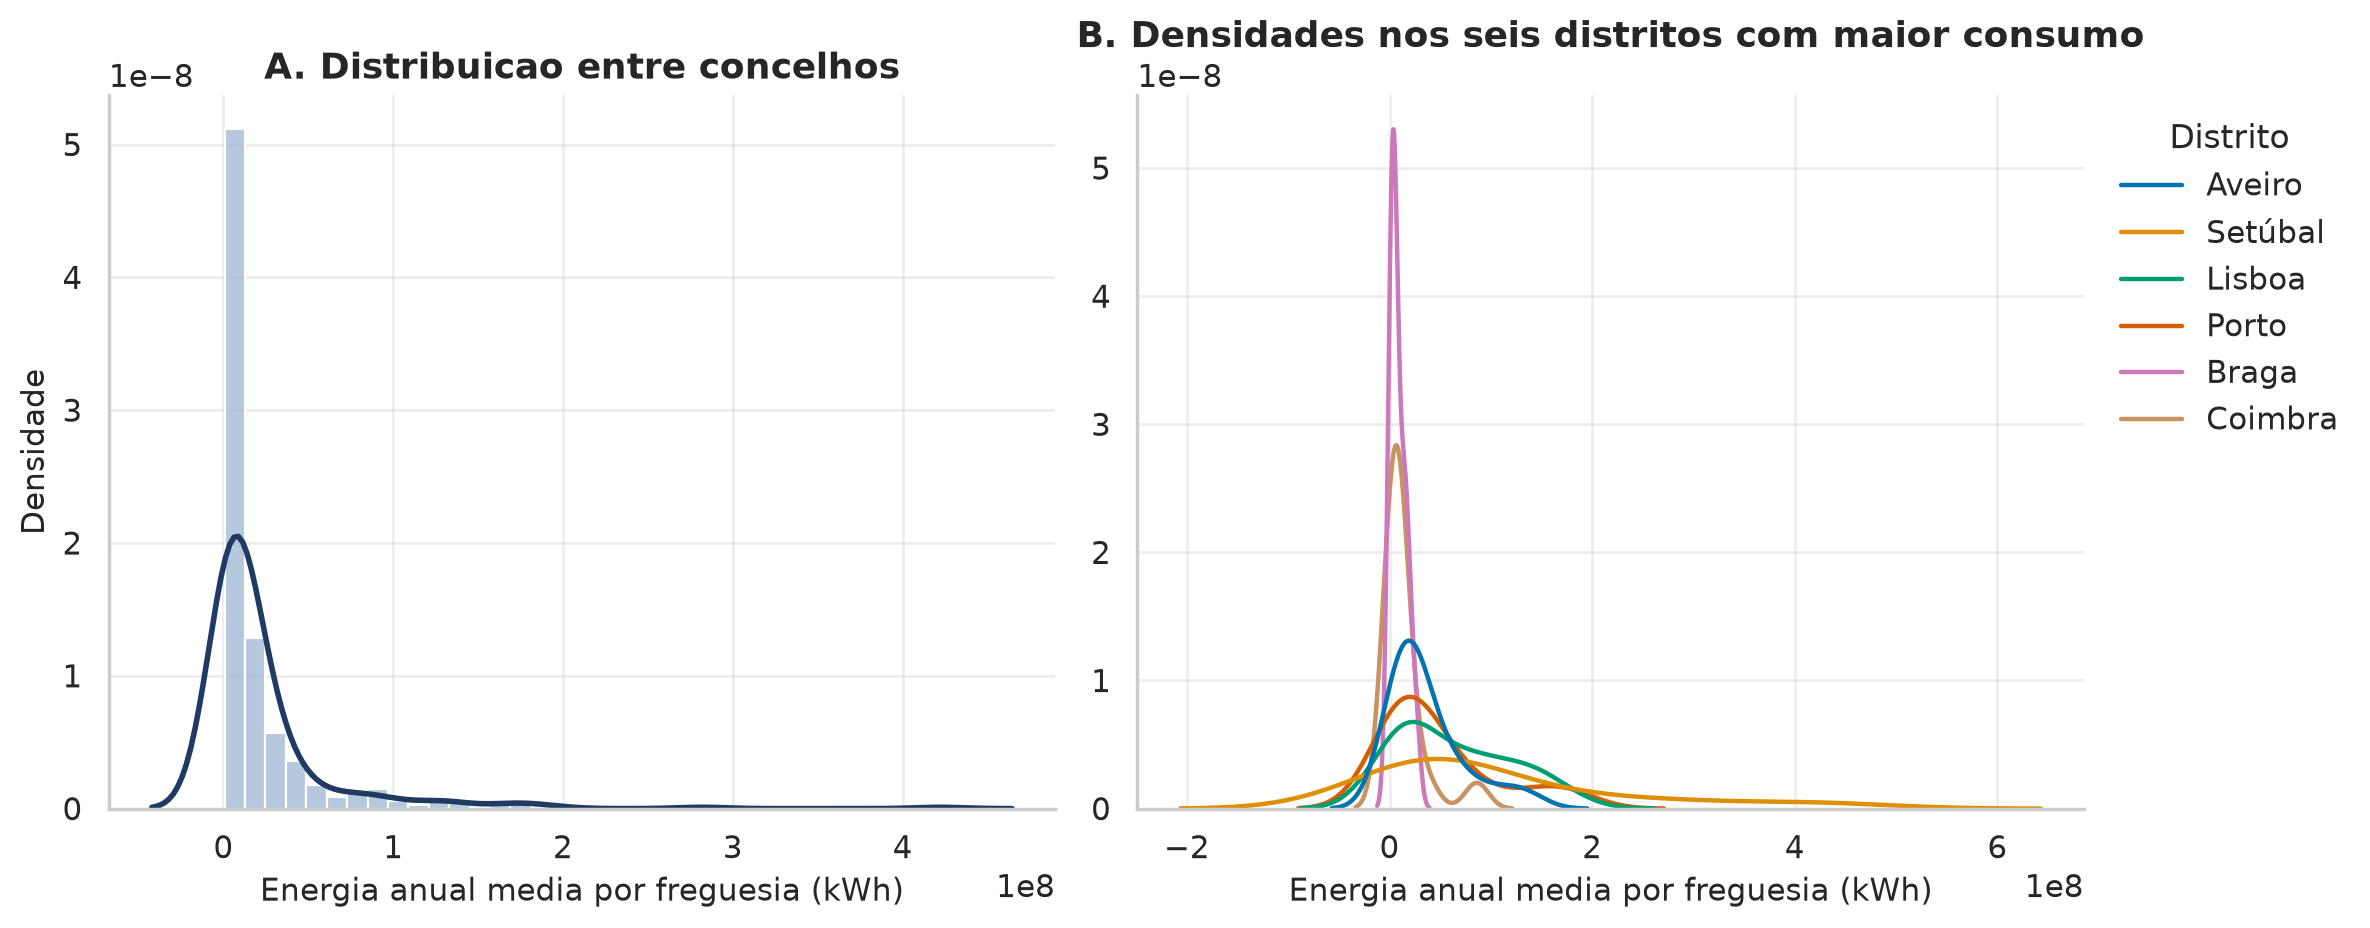 A. Distribuicao entre concelhos
1e−8
5
4
3
2
1
0
Densidade
0 1 2 3 4
1e8
Energia anual media por freguesia (kWh)
B. Densidades nos seis distritos com maior consumo
1e−8
5
4
3
2
1
0
−2 0 2 4 6
1e8
Energia anual media por freguesia (kWh)
Distrito
Aveiro
Setúbal
Lisboa
Porto
Braga
Coimbra